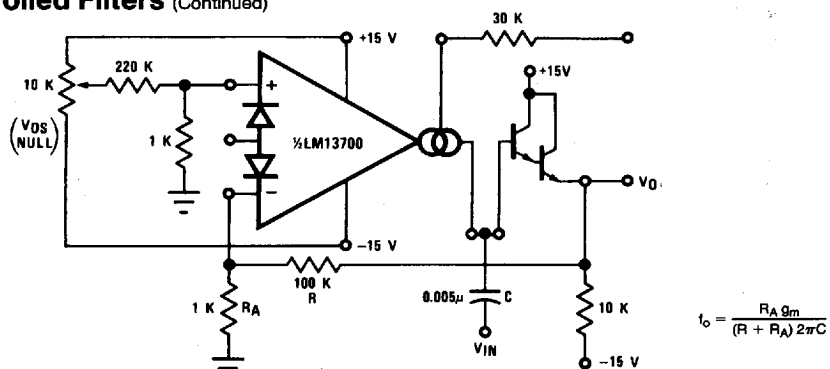 olled Filters (Continued)
30 K
+15 V
220 K
+15V
10 K
+
(VOS NULL)
1 K
½LM13700
VO
−
−15 V
100 K
R
1 K RA
0.005μ C
10 K
fo = RA gm / (R + RA) 2πC
VIN
−15 V